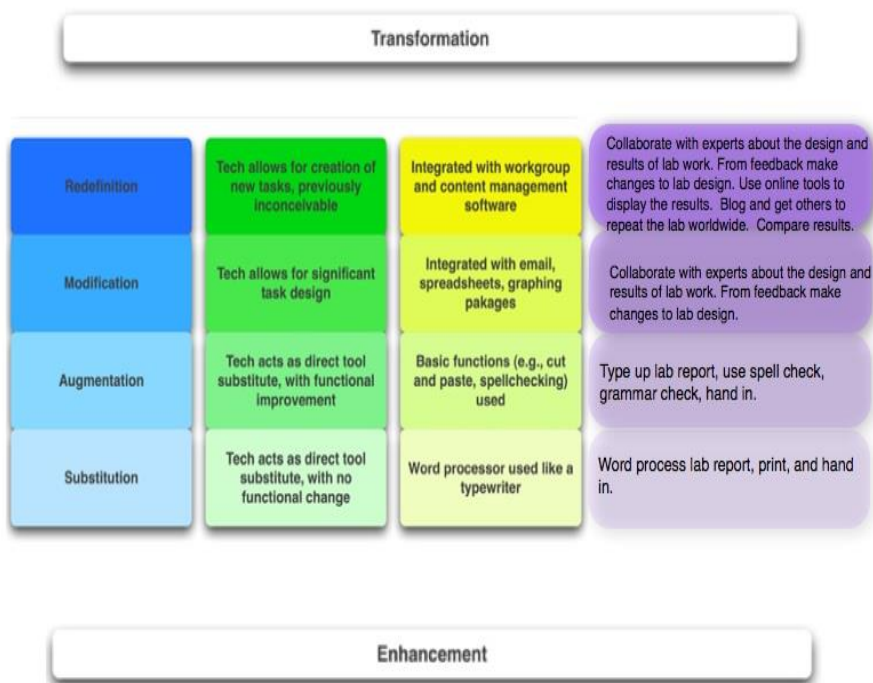 Transformation
Redefinition
Tech allows for creation of
new tasks, previously
inconceivable
Integrated with workgroup
and content management
software
Collaborate with experts about the design and
results of lab work. From feedback make
changes to lab design. Use online tools to
display the results. Blog and get others to
repeat the lab worldwide. Compare results.
Modification
Tech allows for significant
task design
Integrated with email,
spreadsheets, graphing
pakages
Collaborate with experts about the design and
results of lab work. From feedback make
changes to lab design.
Augmentation
Tech acts as direct tool
substitute, with functional
improvement
Basic functions (e.g., cut
and paste, spellchecking)
used
Type up lab report, use spell check,
grammar check, hand in.
Substitution
Tech acts as direct tool
substitute, with no
functional change
Word processor used like a
typewriter
Word process lab report, print, and hand
in.
Enhancement